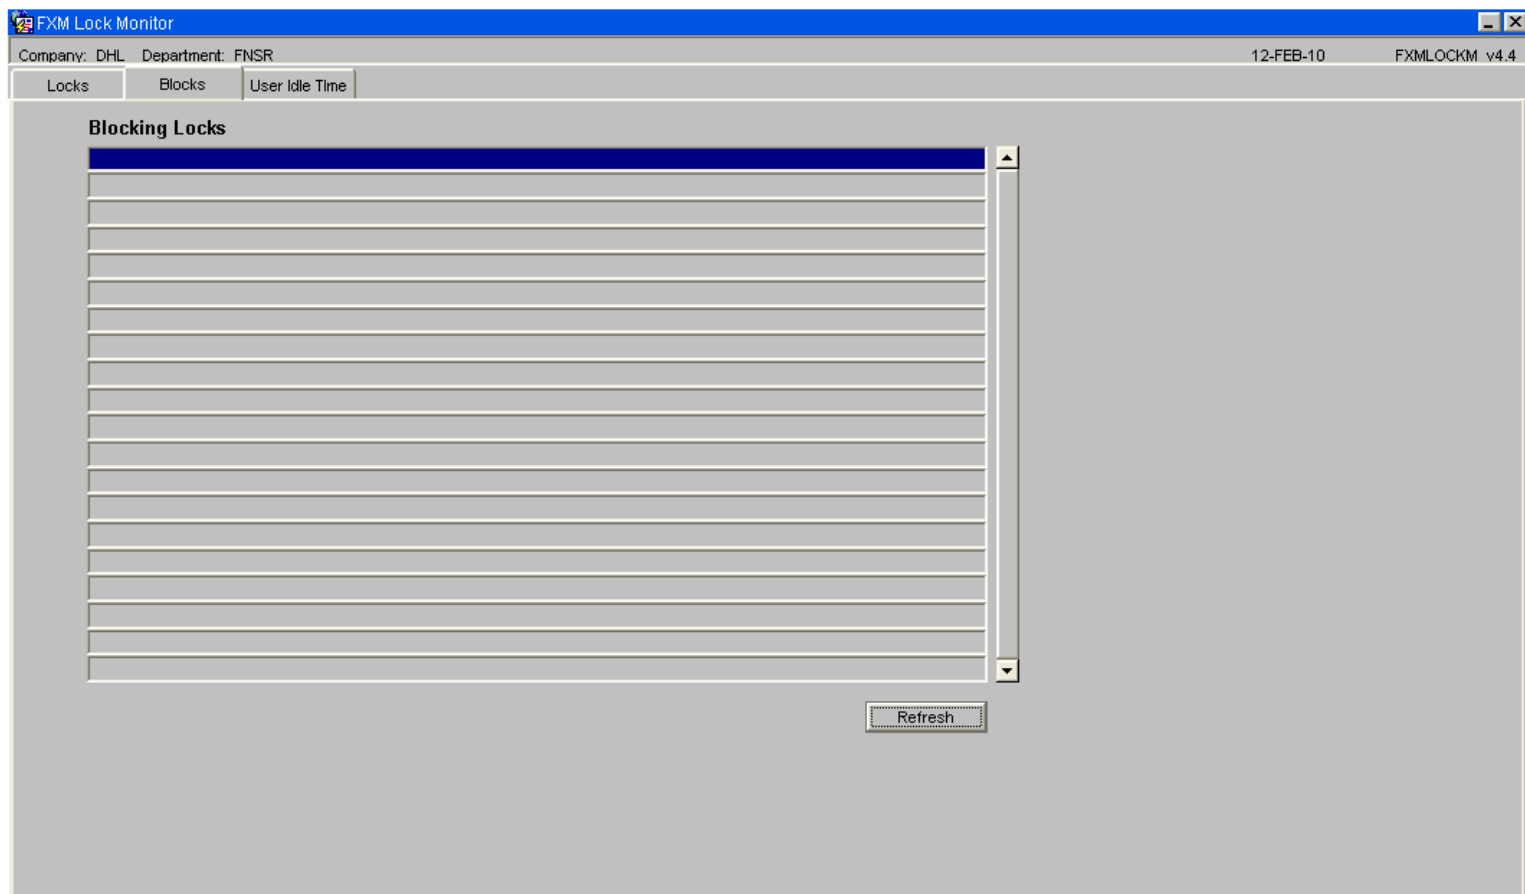 FXM Lock Monitor
Company: DHL Department: FNSR 12-FEB-10 FXMLOCKM v4.4
Locks Blocks User Idle TIme
Blocking Locks
Refresh